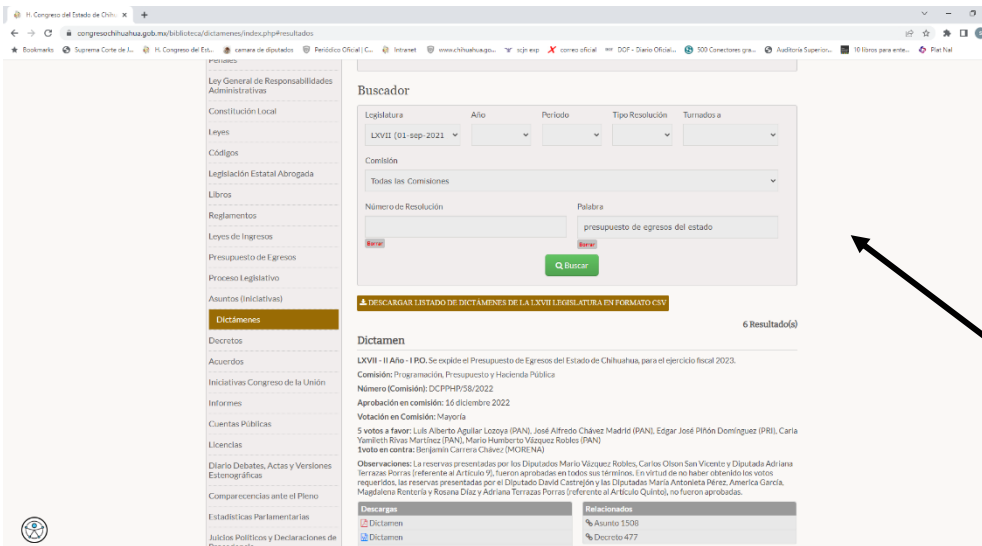 H. Congreso del Estado de Chihu
congresochihuahua.gob.mx/biblioteca/dictamenes/index.php#resultados
Bookmarks Suprema Corte de J... H. Congreso del Est... camara de diputados Periódico Oficial | C... Intranet www.chihuahua.go... scjn esp correo oficial DOF - Diario Oficial... 500 Conectores gra... Auditoría Superior... 10 libros para ente... Plat Nal
Penales
Ley General de Responsabilidades
Administrativas
Constitución Local
Leyes
Códigos
Legislación Estatal Abrogada
Libros
Reglamentos
Leyes de Ingresos
Presupuesto de Egresos
Proceso Legislativo
Asuntos (Iniciativas)
Dictámenes
Decretos
Acuerdos
Iniciativas Congreso de la Unión
Informes
Cuentas Públicas
Licencias
Diario Debates, Actas y Versiones
Estenográficas
Comparecencias ante el Pleno
Estadísticas Parlamentarias
Juicios Políticos y Declaraciones de
Buscador
Legislatura Año Periodo Tipo Resolución Turnados a
LXVII (01-sep-2021
Comisión
Todas las Comisiones
Número de Resolución Palabra
presupuesto de egresos del estado
Borrar Borrar
Buscar
DESCARGAR LISTADO DE DICTÁMENES DE LA LXVII LEGISLATURA EN FORMATO CSV
6 Resultado(s)
Dictamen
LXVII - II Año - I P.O. Se expide el Presupuesto de Egresos del Estado de Chihuahua, para el ejercicio fiscal 2023.
Comisión: Programación, Presupuesto y Hacienda Pública
Número (Comisión): DCPPHP/58/2022
Aprobación en comisión: 16 diciembre 2022
Votación en Comisión: Mayoría
5 votos a favor: Luis Alberto Aguilar Lozoya (PAN), José Alfredo Chávez Madrid (PAN), Edgar José Piñón Domínguez (PRI), Carla
Yamileth Rivas Martínez (PAN), Mario Humberto Vázquez Robles (PAN)
1voto en contra: Benjamín Carrera Chávez (MORENA)
Observaciones: La reservas presentadas por los Diputados Mario Vázquez Robles, Carlos Olson San Vicente y Diputada Adriana
Terrazas Porras (referente al Artículo 9), fueron aprobadas en todos sus términos. En virtud de no haber obtenido los votos
requeridos, las reservas presentadas por el Diputado David Castrejón y las Diputadas María Antonieta Pérez, America García,
Magdalena Rentería y Rosana Díaz y Adriana Terrazas Porras (referente al Artículo Quinto), no fueron aprobadas.
Descargas Relacionados
Dictamen Asunto 1508
Dictamen Decreto 477